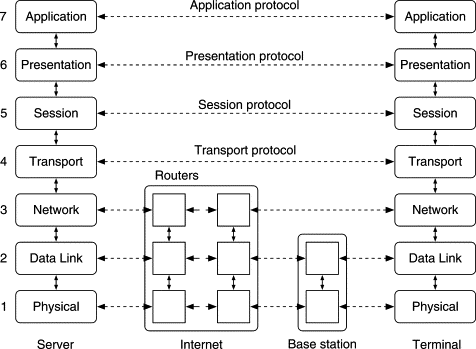 7 Application Application protocol Application
6 Presentation Presentation protocol Presentation
5 Session Session protocol Session
4 Transport Transport protocol Transport
Routers
3 Network Network
2 Data Link Data Link
1 Physical Physical
Server Internet Base station Terminal